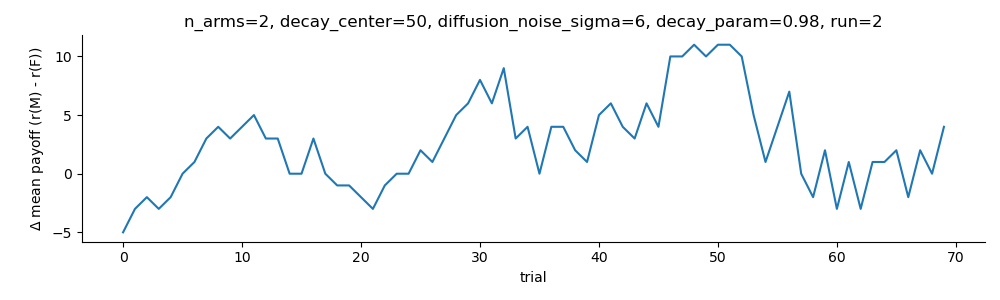 n_arms=2, decay_center=50, diffusion_noise_sigma=6, decay_param=0.98, run=2
Δ mean payoff (r(M) - r(F))
10
5
0
−5
0 10 20 30 40 50 60 70
trial